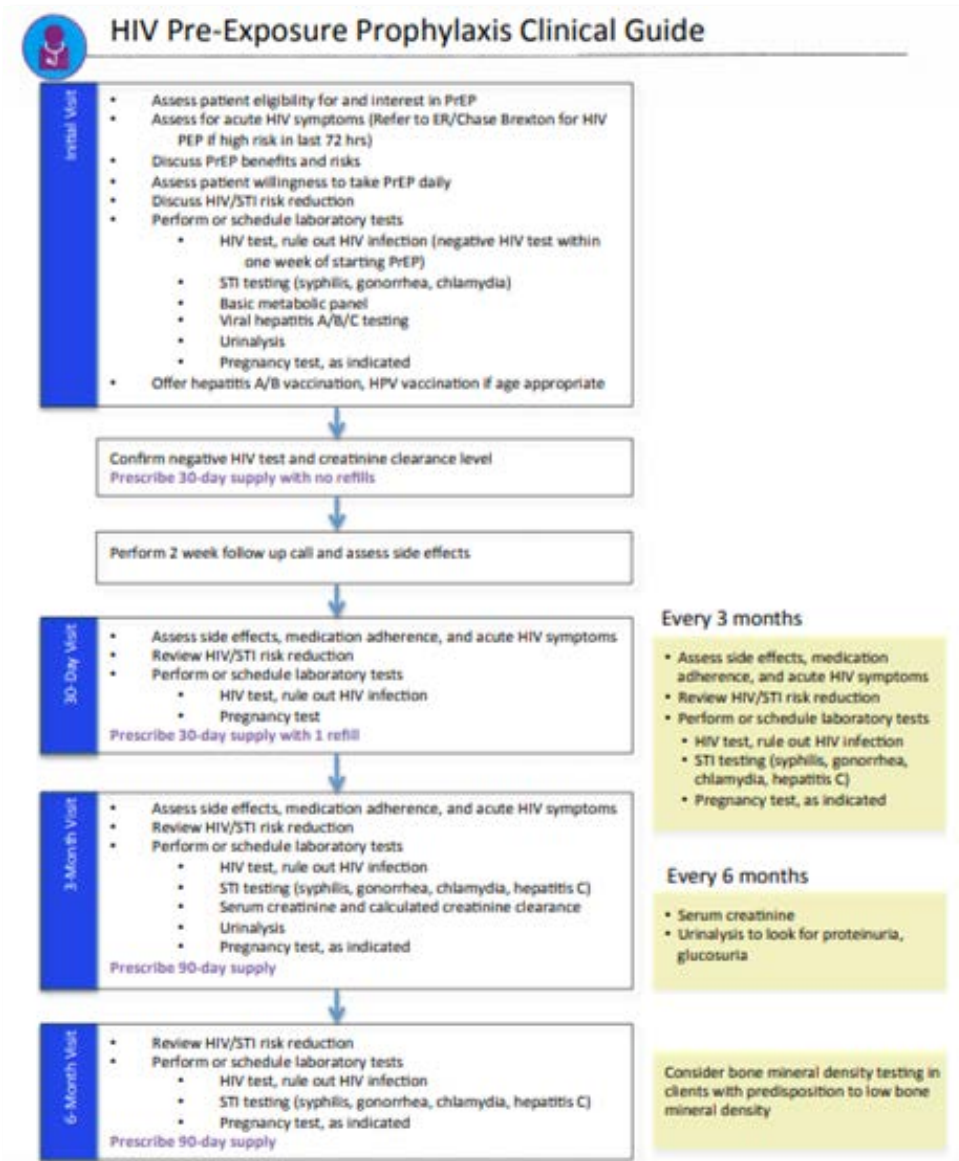 HIV Pre-Exposure Prophylaxis Clinical Guide
Initial Visit
• Assess patient eligibility for and interest in PrEP
• Assess for acute HIV symptoms (Refer to ER/Chase Brexton for HIV
PEP if high risk in last 72 hrs)
• Discuss PrEP benefits and risks
• Assess patient willingness to take PrEP daily
• Discuss HIV/STI risk reduction
• Perform or schedule laboratory tests
• HIV test, rule out HIV infection (negative HIV test within
one week of starting PrEP)
• STI testing (syphilis, gonorrhea, chlamydia)
• Basic metabolic panel
• Viral hepatitis A/B/C testing
• Urinalysis
• Pregnancy test, as indicated
• Offer hepatitis A/B vaccination, HPV vaccination if age appropriate
Confirm negative HIV test and creatinine clearance level
Prescribe 30-day supply with no refills
Perform 2 week follow up call and assess side effects
30-Day Visit
• Assess side effects, medication adherence, and acute HIV symptoms
• Review HIV/STI risk reduction
• Perform or schedule laboratory tests
• HIV test, rule out HIV infection
• Pregnancy test
Prescribe 30-day supply with 1 refill
3-Month Visit
• Assess side effects, medication adherence, and acute HIV symptoms
• Review HIV/STI risk reduction
• Perform or schedule laboratory tests
• HIV test, rule out HIV infection
• STI testing (syphilis, gonorrhea, chlamydia, hepatitis C)
• Serum creatinine and calculated creatinine clearance
• Urinalysis
• Pregnancy test, as indicated
Prescribe 90-day supply
6-Month Visit
• Review HIV/STI risk reduction
• Perform or schedule laboratory tests
• HIV test, rule out HIV infection
• STI testing (syphilis, gonorrhea, chlamydia, hepatitis C)
• Pregnancy test, as indicated
Prescribe 90-day supply
Every 3 months
• Assess side effects, medication
adherence, and acute HIV symptoms
• Review HIV/STI risk reduction
• Perform or schedule laboratory tests
• HIV test, rule out HIV infection
• STI testing (syphilis, gonorrhea,
chlamydia, hepatitis C)
• Pregnancy test, as indicated
Every 6 months
• Serum creatinine
• Urinalysis to look for proteinuria,
glucosuria
Consider bone mineral density testing in
clients with predisposition to low bone
mineral density